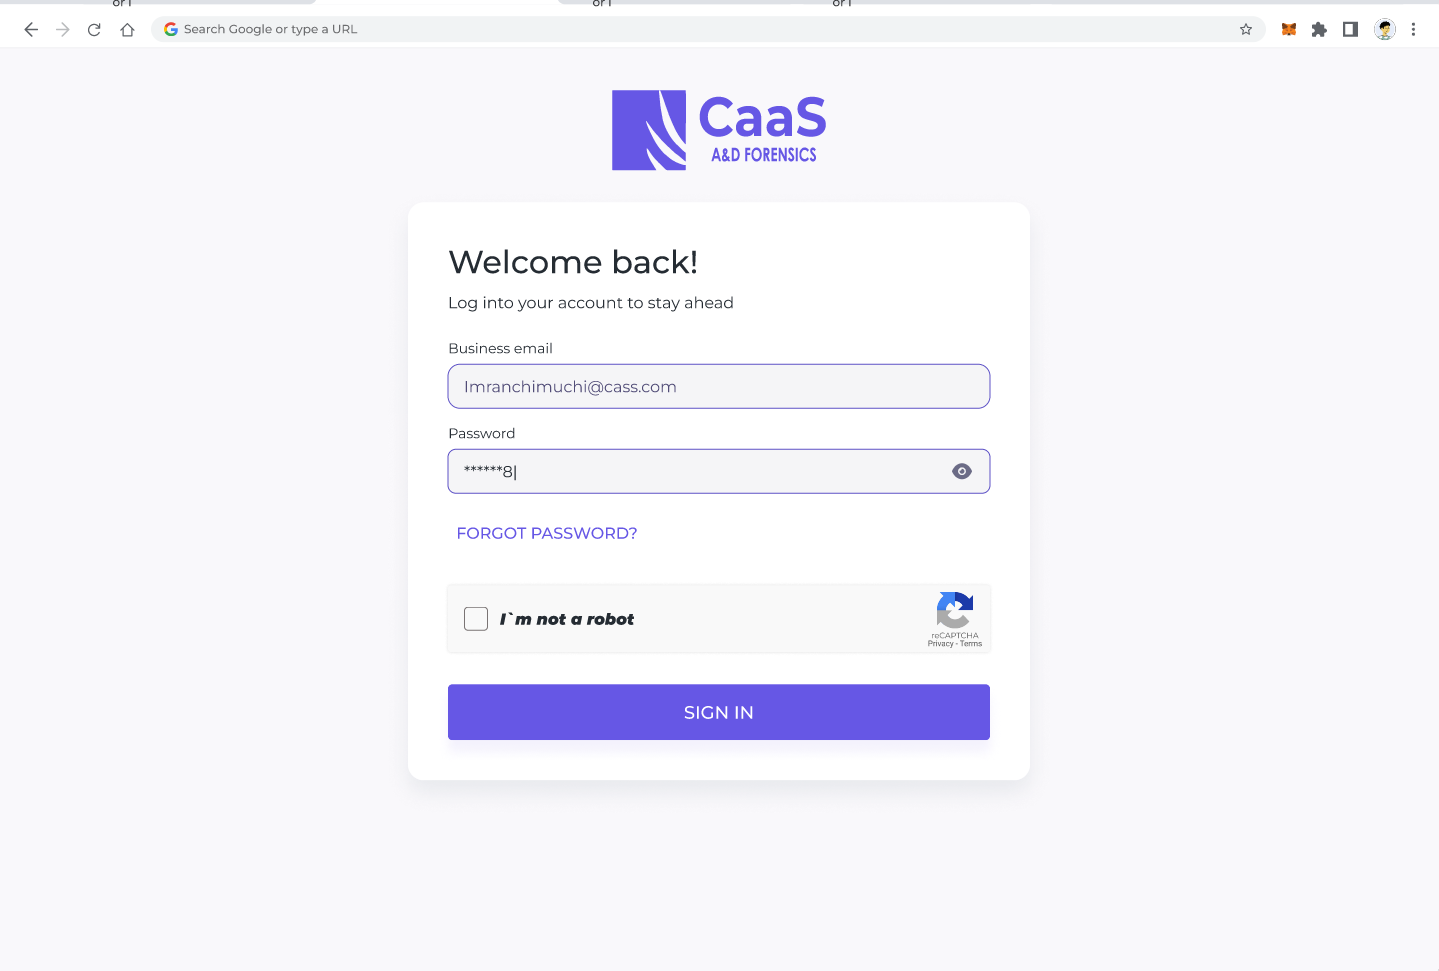 Search Google or type a URL
CaaS
A&D FORENSICS
Welcome back!
Log into your account to stay ahead
Business email
Imranchimuchi@cass.com
Password
******8|
FORGOT PASSWORD?
I`m not a robot
reCAPTCHA
Privacy - Terms
SIGN IN